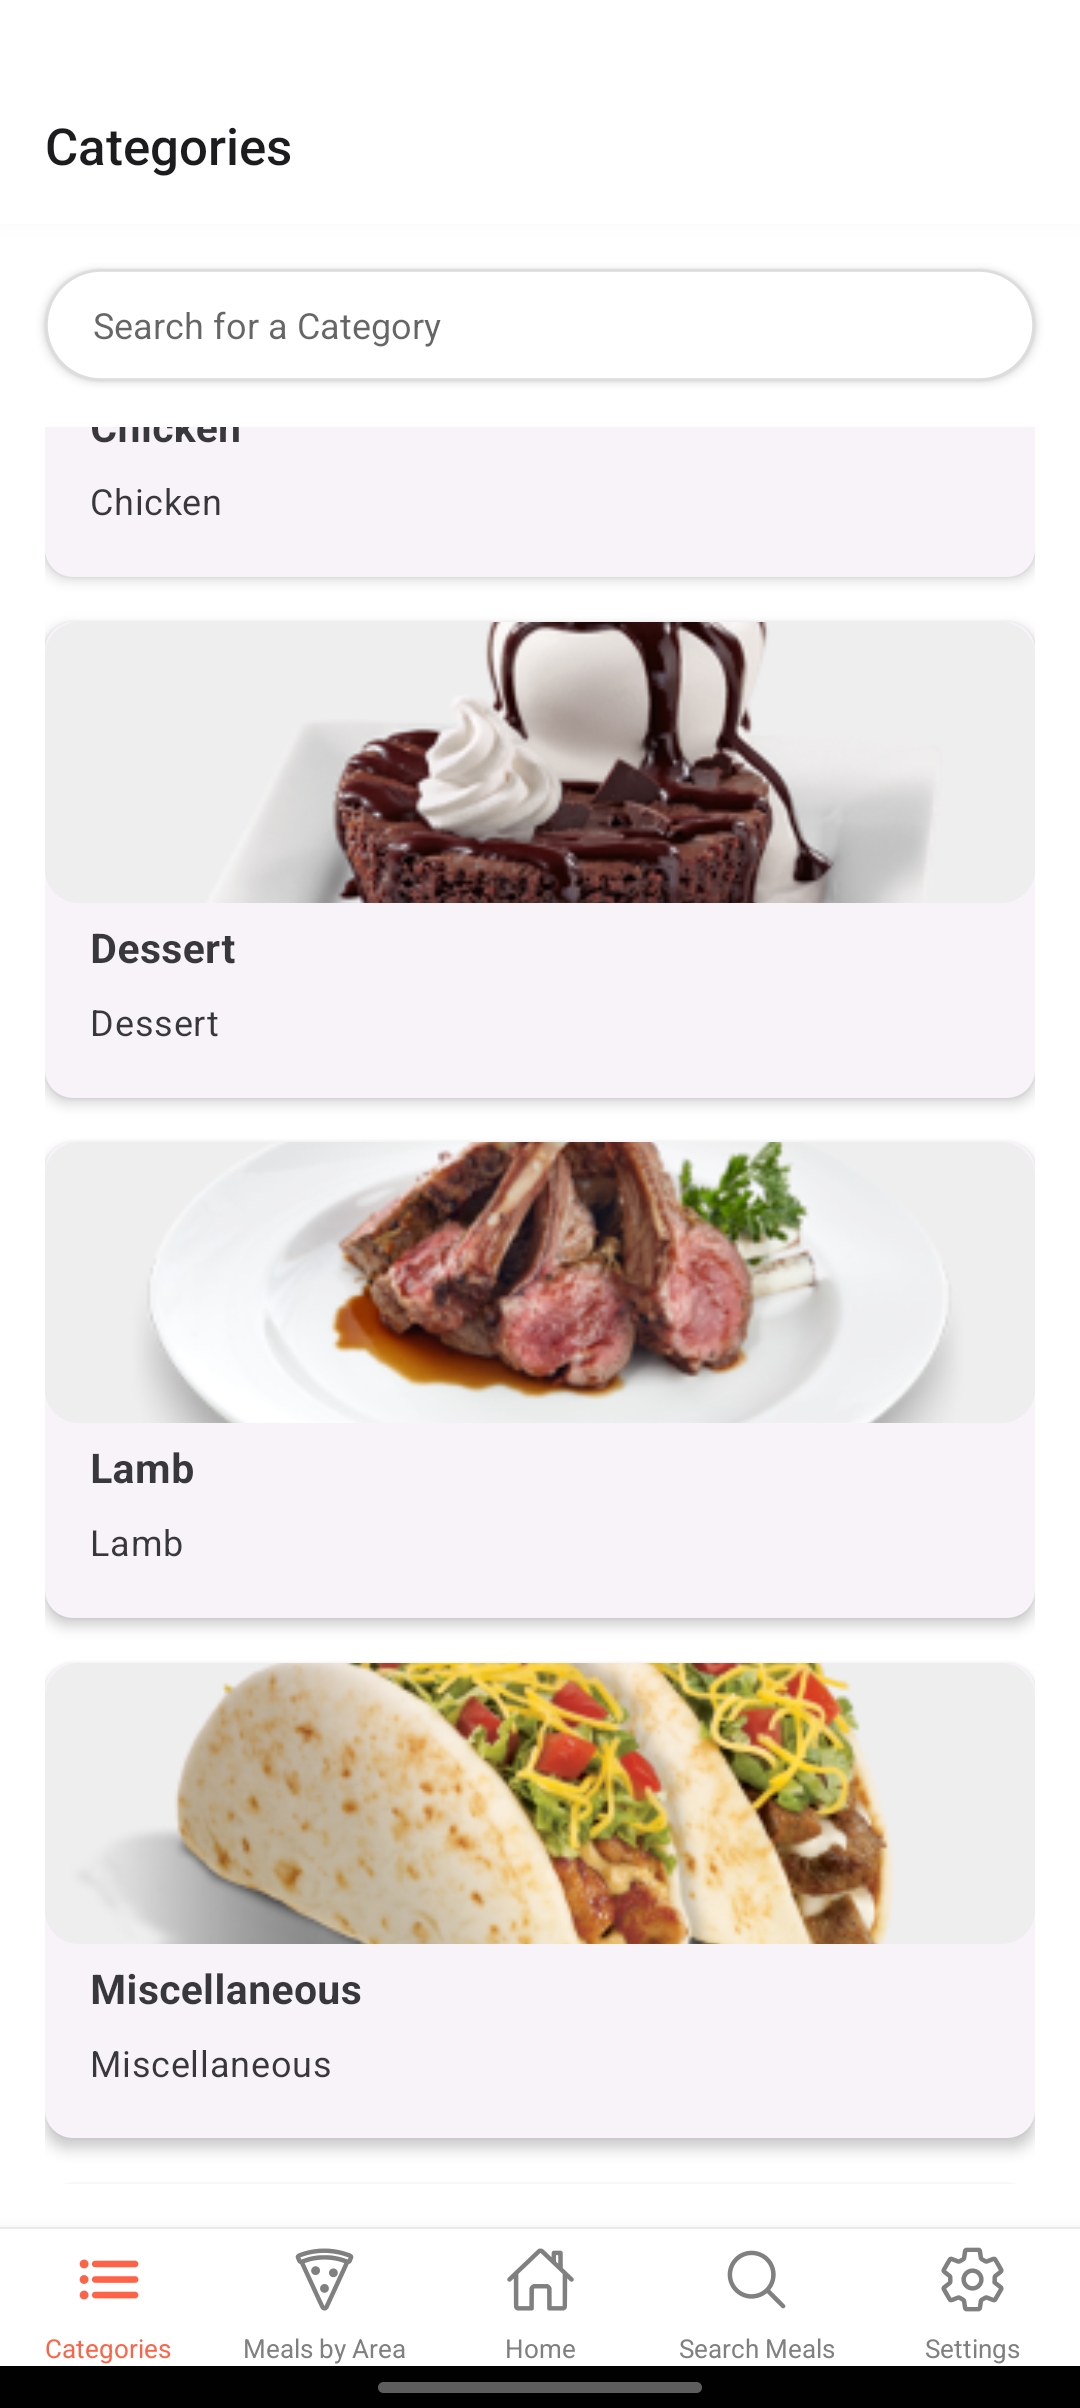 Categories
Search for a Category
Chicken
Chicken
Dessert
Dessert
Lamb
Lamb
Miscellaneous
Miscellaneous
Categories
Meals by Area
Home
Search Meals
Settings